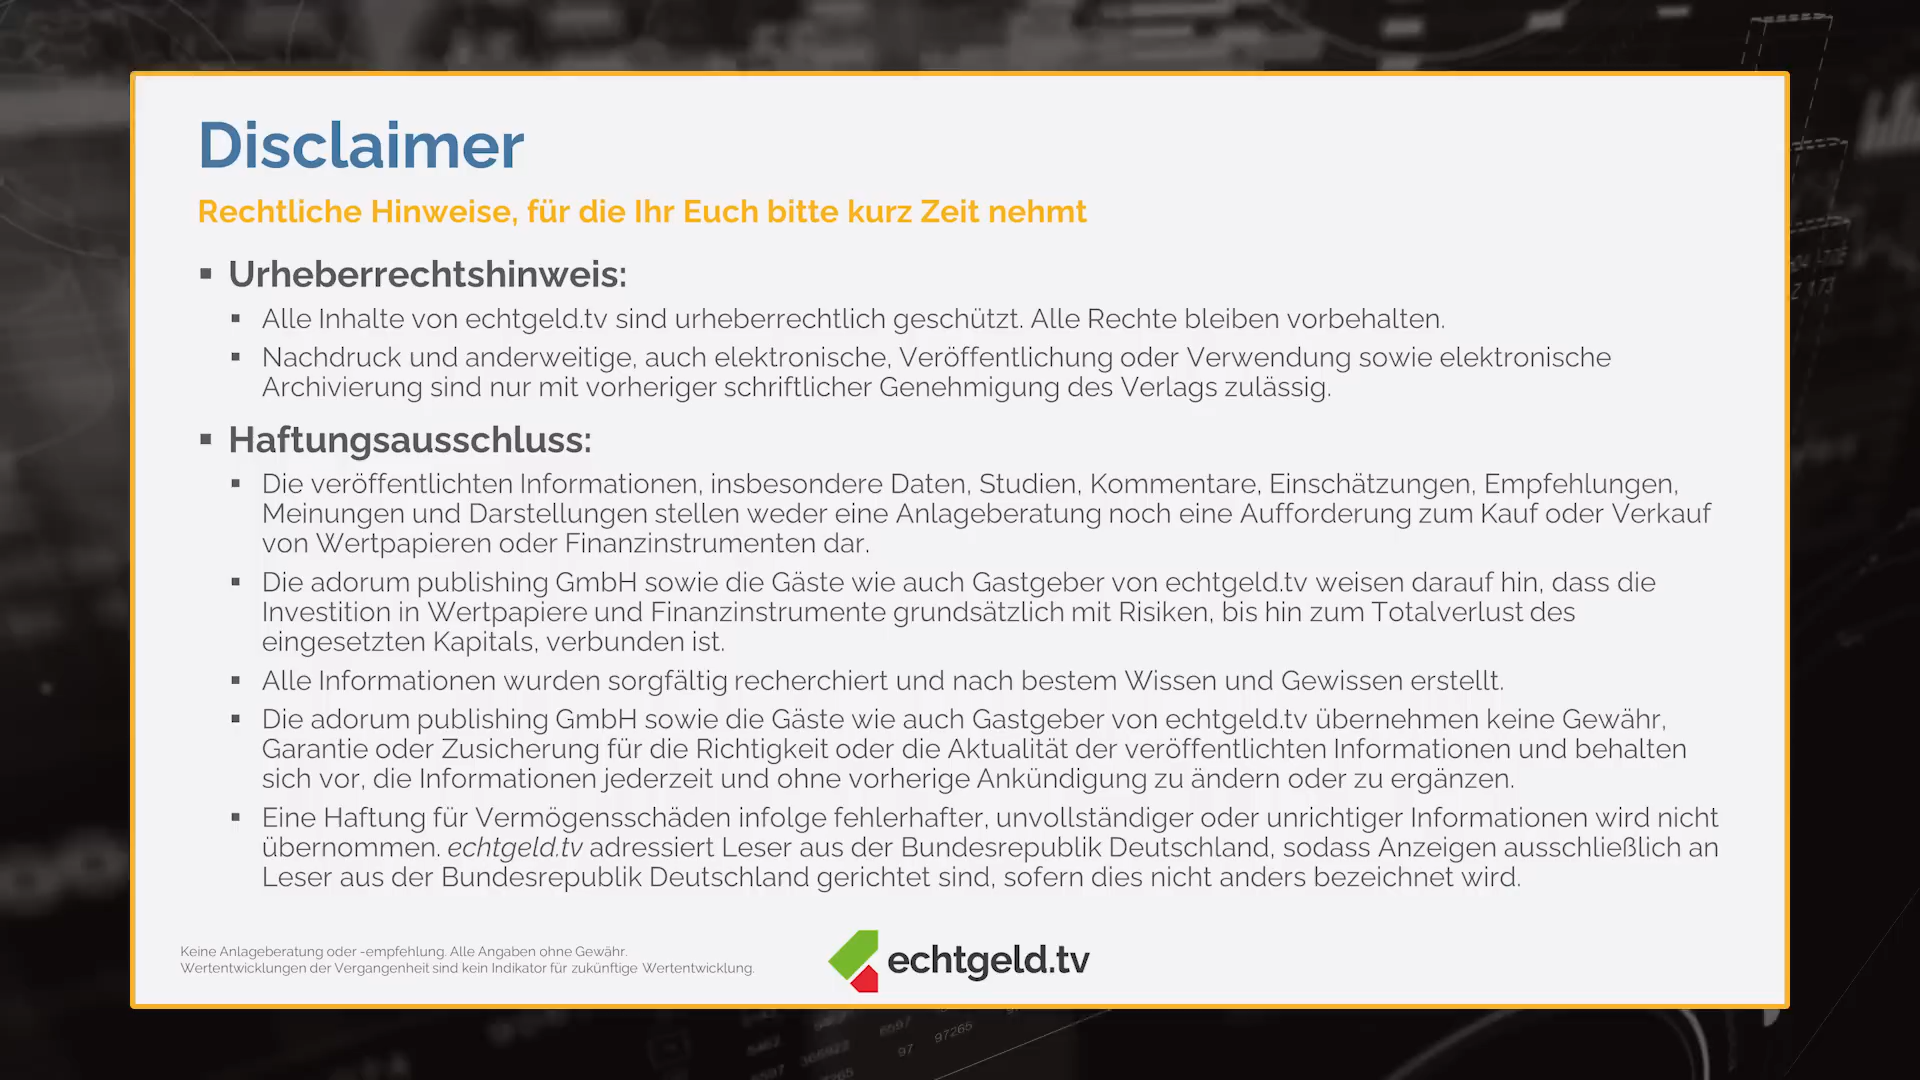 Disclaimer
Rechtliche Hinweise, für die Ihr Euch bitte kurz Zeit nehmt
▪ Urheberrechtshinweis:
▪ Alle Inhalte von echtgeld.tv sind urheberrechtlich geschützt. Alle Rechte bleiben vorbehalten.
▪ Nachdruck und anderweitige, auch elektronische, Veröffentlichung oder Verwendung sowie elektronische
Archivierung sind nur mit vorheriger schriftlicher Genehmigung des Verlags zulässig.
▪ Haftungsausschluss:
▪ Die veröffentlichten Informationen, insbesondere Daten, Studien, Kommentare, Einschätzungen, Empfehlungen,
Meinungen und Darstellungen stellen weder eine Anlageberatung noch eine Aufforderung zum Kauf oder Verkauf
von Wertpapieren oder Finanzinstrumenten dar.
▪ Die adorum publishing GmbH sowie die Gäste wie auch Gastgeber von echtgeld.tv weisen darauf hin, dass die
Investition in Wertpapiere und Finanzinstrumente grundsätzlich mit Risiken, bis hin zum Totalverlust des
eingesetzten Kapitals, verbunden ist.
▪ Alle Informationen wurden sorgfältig recherchiert und nach bestem Wissen und Gewissen erstellt.
▪ Die adorum publishing GmbH sowie die Gäste wie auch Gastgeber von echtgeld.tv übernehmen keine Gewähr,
Garantie oder Zusicherung für die Richtigkeit oder die Aktualität der veröffentlichten Informationen und behalten
sich vor, die Informationen jederzeit und ohne vorherige Ankündigung zu ändern oder zu ergänzen.
▪ Eine Haftung für Vermögensschäden infolge fehlerhafter, unvollständiger oder unrichtiger Informationen wird nicht
übernommen. echtgeld.tv adressiert Leser aus der Bundesrepublik Deutschland, sodass Anzeigen ausschließlich an
Leser aus der Bundesrepublik Deutschland gerichtet sind, sofern dies nicht anders bezeichnet wird.
Keine Anlageberatung oder -empfehlung. Alle Angaben ohne Gewähr.
Wertentwicklungen der Vergangenheit sind kein Indikator für zukünftige Wertentwicklung.
echtgeld.tv
97
97265